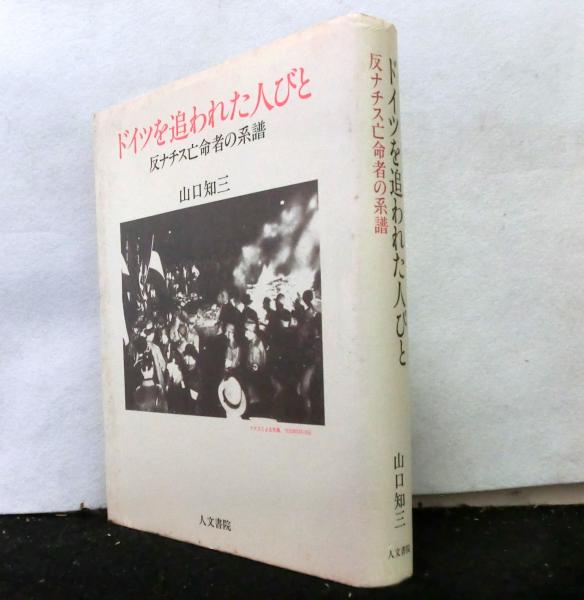 ドイツを追われた人びと
反ナチス亡命者の系譜
山口知三
人文書院
ドイツを追われた人びと
反ナチス亡命者の系譜
山口知三
人文書院